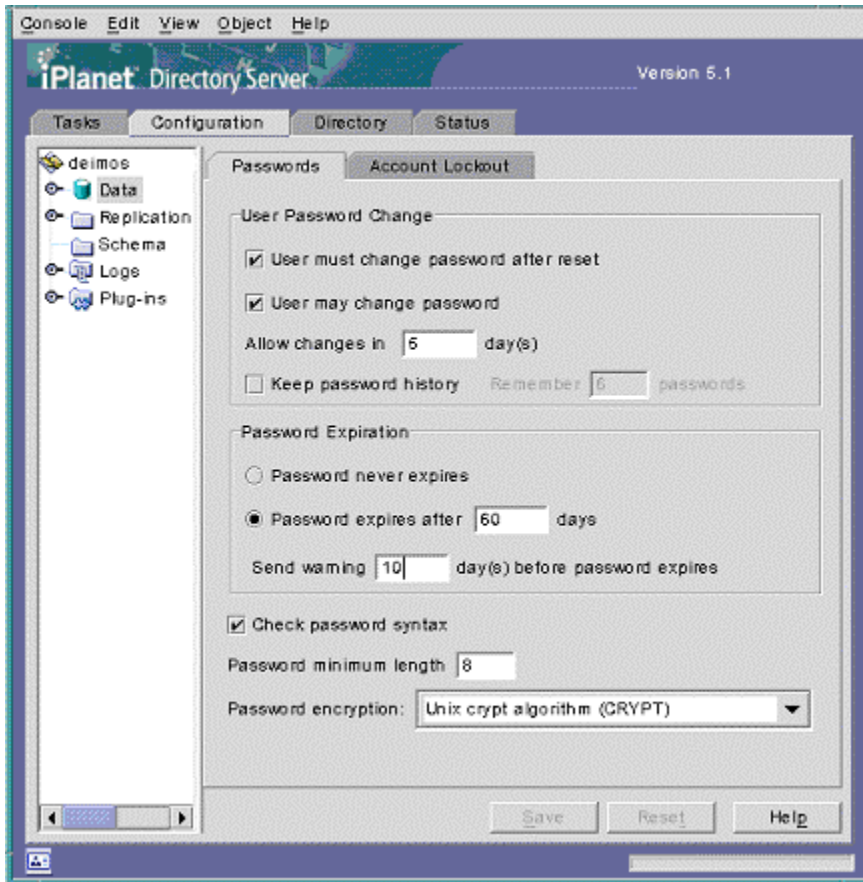 Console Edit View Object Help
iPlanet Directory Server
Version 5.1
Tasks Configuration Directory Status
deimos
Data
Replication
Schema
Logs
Plug-ins
Passwords Account Lockout
User Password Change
User must change password after reset
User may change password
Allow changes in 5 day(s)
Keep password history Remember 6 passwords
Password Expiration
Password never expires
Password expires after 60 days
Send warning 10 day(s) before password expires
Check password syntax
Password minimum length 8
Password encryption: Unix crypt algorithm (CRYPT)
Save Reset Help